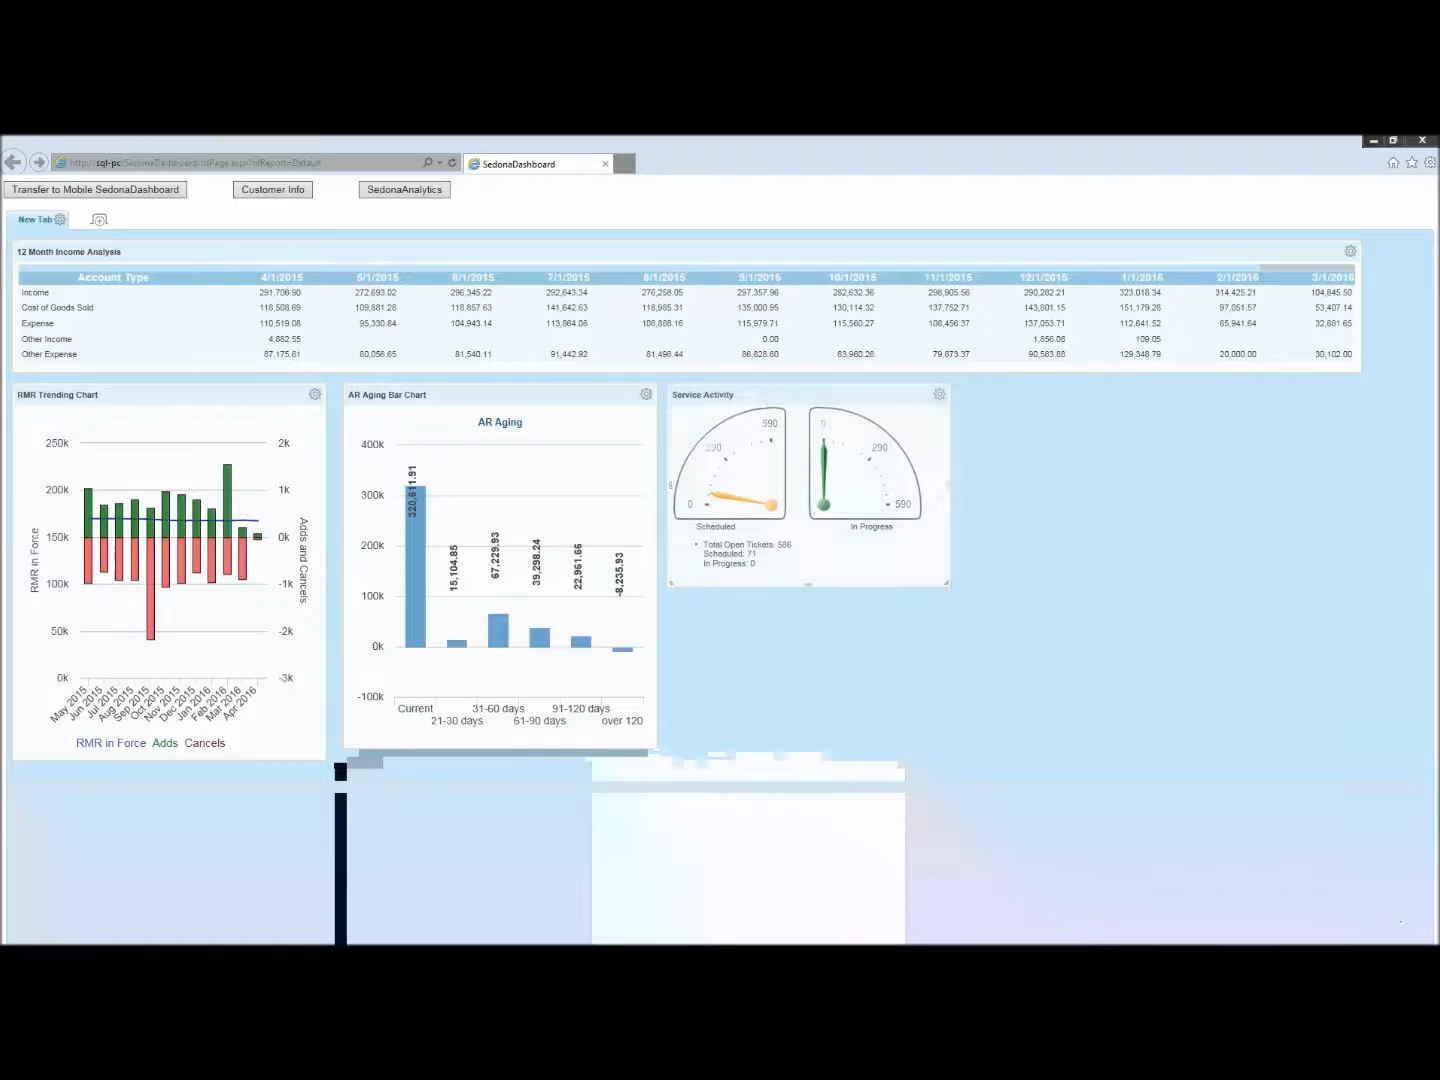 http://sql-pc/SedonaDashboard/rdPage.aspx?rdReport=Default
SedonaDashboard
Transfer to Mobile SedonaDashboard Customer Info SedonaAnalytics
New Tab
12 Month Income Analysis
Account Type 4/1/2015 5/1/2015 6/1/2015 7/1/2015 8/1/2015 9/1/2015 10/1/2015 11/1/2015 12/1/2015 1/1/2016 2/1/2016 3/1/2016
Income 291,706.90 272,693.02 296,345.22 292,643.34 276,258.05 297,357.96 282,632.36 298,905.56 290,282.21 323,018.34 314,425.21 104,845.50
Cost of Goods Sold 118,508.69 109,881.28 118,857.63 141,642.63 118,985.31 135,000.95 130,114.32 137,752.71 143,801.15 151,179.28 97,051.57 53,407.14
Expense 110,519.08 95,330.84 104,943.14 113,864.08 108,888.16 115,979.71 115,560.27 108,456.37 137,053.71 112,641.52 65,941.64 32,681.65
Other Income 4,882.55 0.00 1,856.08 109.05
Other Expense 87,175.61 80,056.65 81,540.11 91,442.92 81,498.44 86,828.60 83,960.26 79,873.37 90,583.88 129,348.79 20,000.00 30,102.00
RMR Trending Chart
250k
200k
150k
100k
50k
0k
RMR in Force
2k
1k
0k
-1k
-2k
-3k
Adds and Cancels
May 2015
Jun 2015
Jul 2015
Aug 2015
Sep 2015
Oct 2015
Nov 2015
Dec 2015
Jan 2016
Feb 2016
Mar 2016
Apr 2016
RMR in Force Adds Cancels
AR Aging Bar Chart
AR Aging
400k
300k
200k
100k
0k
-100k
320,611.91
15,104.85
67,229.93
39,298.24
22,961.66
-8,235.93
Current 31-60 days 91-120 days
21-30 days 61-90 days over 120
Service Activity
0 290 590
Scheduled
0 290 590
In Progress
Total Open Tickets: 586
Scheduled: 71
In Progress: 0